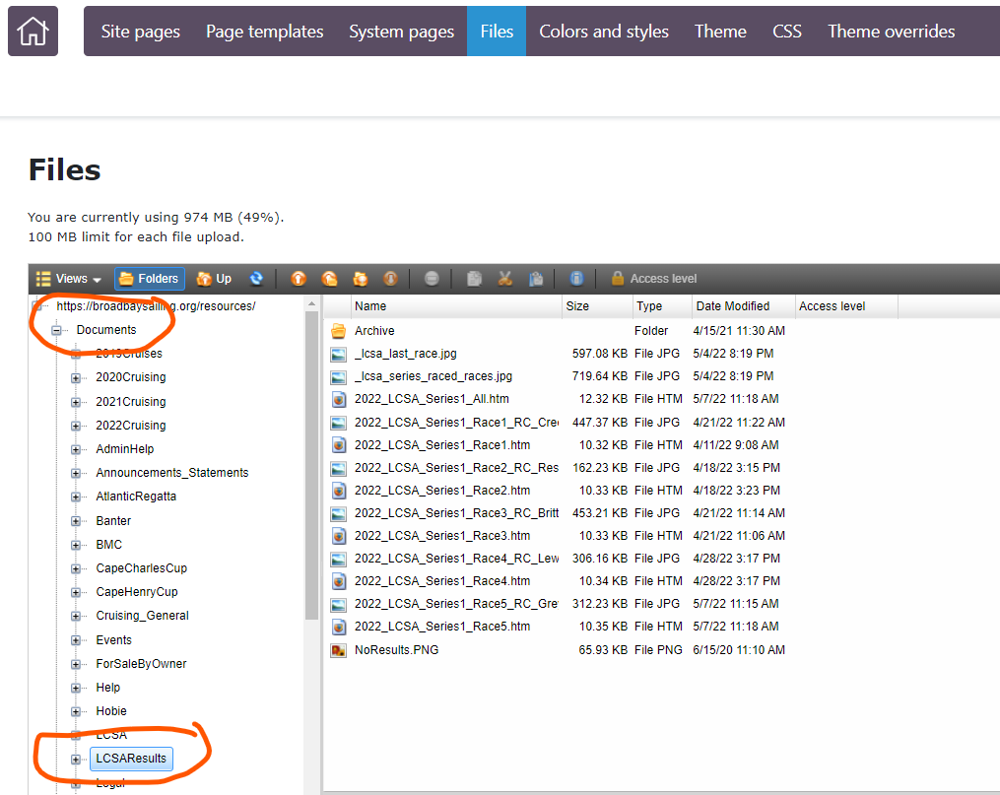 Site pages Page templates System pages Files Colors and styles Theme CSS Theme overrides
Files
You are currently using 974 MB (49%).
100 MB limit for each file upload.
Views Folders Up Access level
https://broadbaysailing.org/resources/
Documents
2019Cruises
2020Cruising
2021Cruising
2022Cruising
AdminHelp
Announcements_Statements
AtlanticRegatta
Banter
BMC
CapeCharlesCup
CapeHenryCup
Cruising_General
Events
ForSaleByOwner
Help
Hobie
LCSA
LCSAResults
Legal
Name Size Type Date Modified Access level
Archive Folder 4/15/21 11:30 AM
_lcsa_last_race.jpg 597.08 KB File JPG 5/4/22 8:19 PM
_lcsa_series_raced_races.jpg 719.64 KB File JPG 5/4/22 8:19 PM
2022_LCSA_Series1_All.htm 12.32 KB File HTM 5/7/22 11:18 AM
2022_LCSA_Series1_Race1_RC_Cree 447.37 KB File JPG 4/21/22 11:22 AM
2022_LCSA_Series1_Race1.htm 10.32 KB File HTM 4/11/22 9:08 AM
2022_LCSA_Series1_Race2_RC_Res 162.23 KB File JPG 4/18/22 3:15 PM
2022_LCSA_Series1_Race2.htm 10.33 KB File HTM 4/18/22 3:23 PM
2022_LCSA_Series1_Race3_RC_Britt 453.21 KB File JPG 4/21/22 11:14 AM
2022_LCSA_Series1_Race3.htm 10.33 KB File HTM 4/21/22 11:06 AM
2022_LCSA_Series1_Race4_RC_Lew 306.16 KB File JPG 4/28/22 3:17 PM
2022_LCSA_Series1_Race4.htm 10.34 KB File HTM 4/28/22 3:17 PM
2022_LCSA_Series1_Race5_RC_Gre 312.23 KB File JPG 5/7/22 11:15 AM
2022_LCSA_Series1_Race5.htm 10.35 KB File HTM 5/7/22 11:18 AM
NoResults.PNG 65.93 KB File PNG 6/15/20 11:10 AM